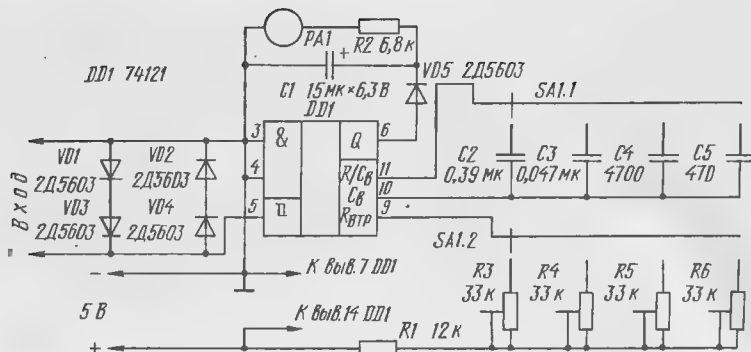 PA1
R2 6,8 к
DD1 74121
C1 15 мк × 6,3 В
VD5 2Д5603
DD1
SA1.1
3 & Q 6
VD1 2Д5603
VD2 2Д5603
4
R/Cв 11
Cв 10
C2 0,39 мк
C3 0,047 мк
C4 4700
C5 470
Вход
VD3 2Д5603
VD4 2Д5603
5
Rвтр 9
SA1.2
К выв. 7 DD1
R3 33 к
R4 33 к
R5 33 к
R6 33 к
−
5 В
К выв. 14 DD1
+
R1 12 к